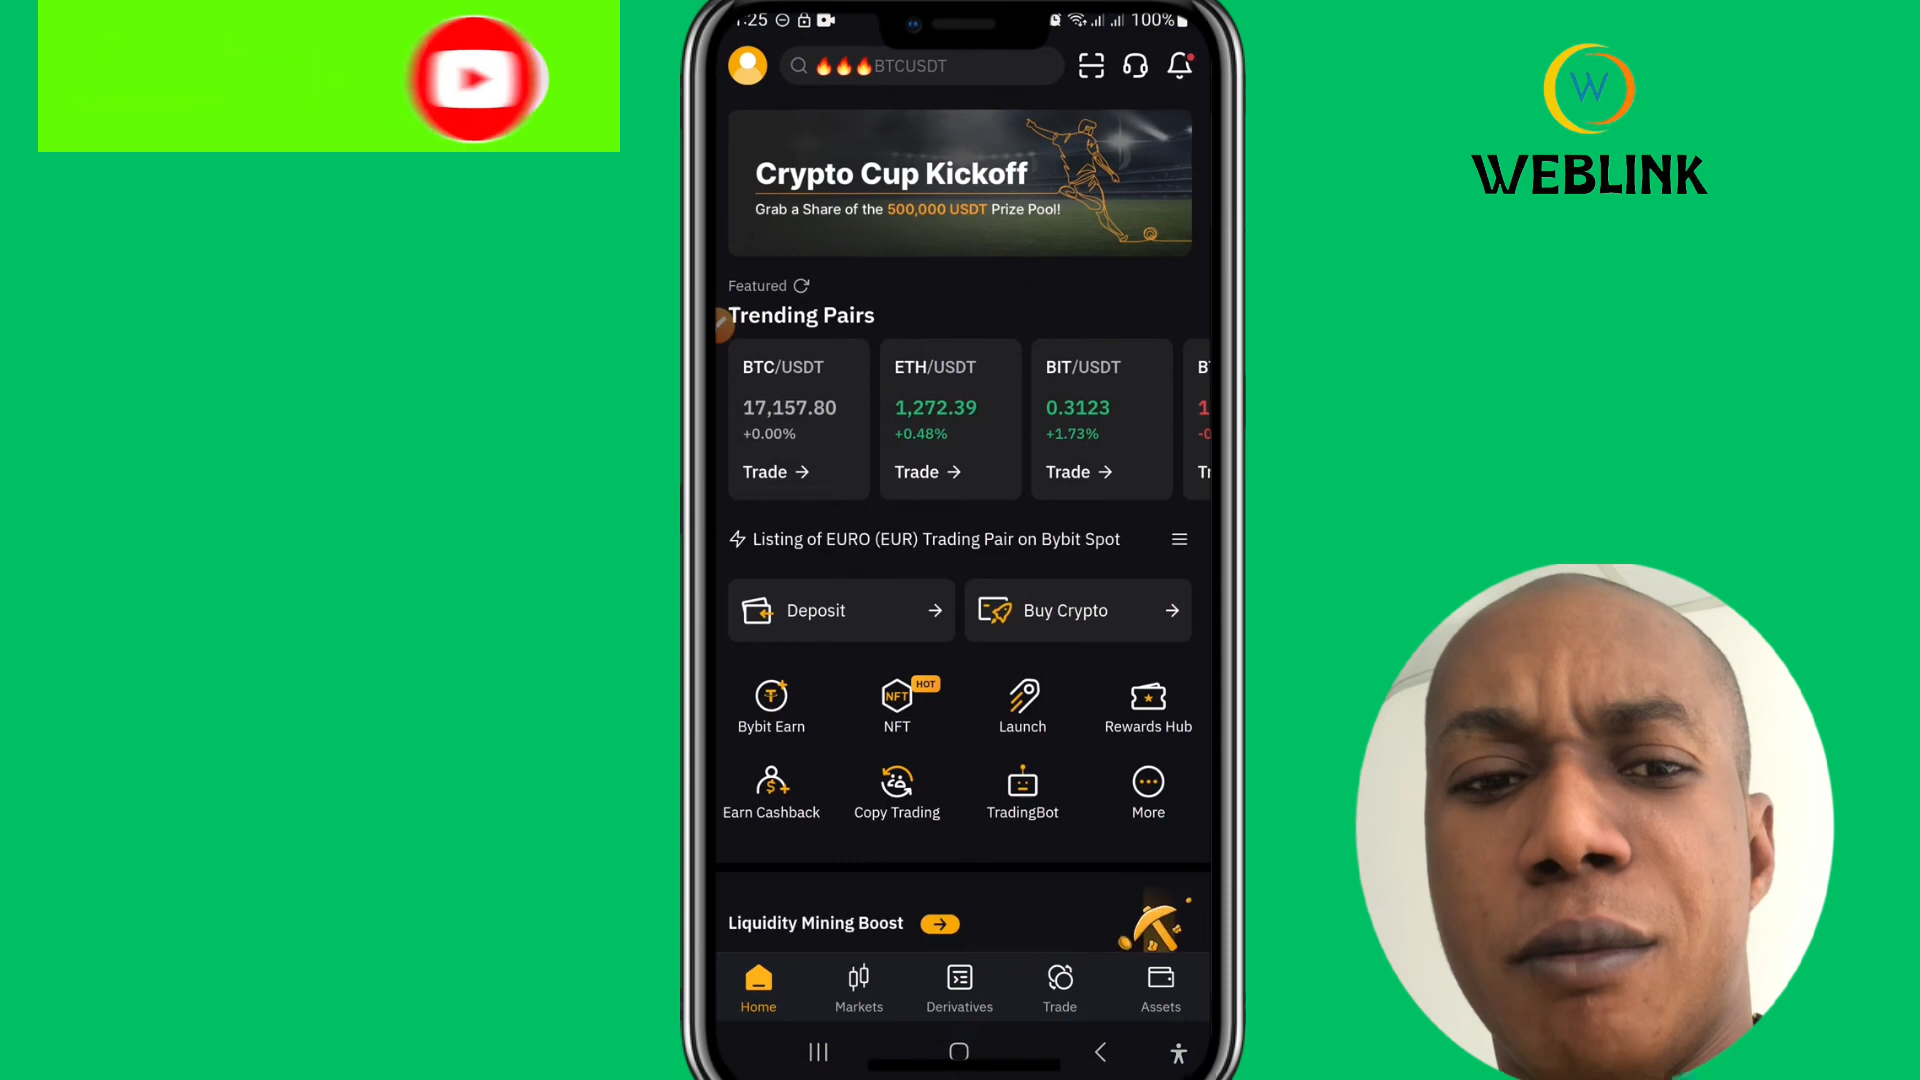 :25
100%
🔥🔥🔥BTCUSDT
W
WEBLINK
Crypto Cup Kickoff
Grab a Share of the 500,000 USDT Prize Pool!
Featured
Trending Pairs
BTC/USDT
17,157.80
+0.00%
Trade →
ETH/USDT
1,272.39
+0.48%
Trade →
BIT/USDT
0.3123
+1.73%
Trade →
Listing of EURO (EUR) Trading Pair on Bybit Spot
Deposit →
Buy Crypto →
Bybit Earn
NFT
HOT
NFT
Launch
Rewards Hub
Earn Cashback
Copy Trading
TradingBot
More
Liquidity Mining Boost →
Home
Markets
Derivatives
Trade
Assets